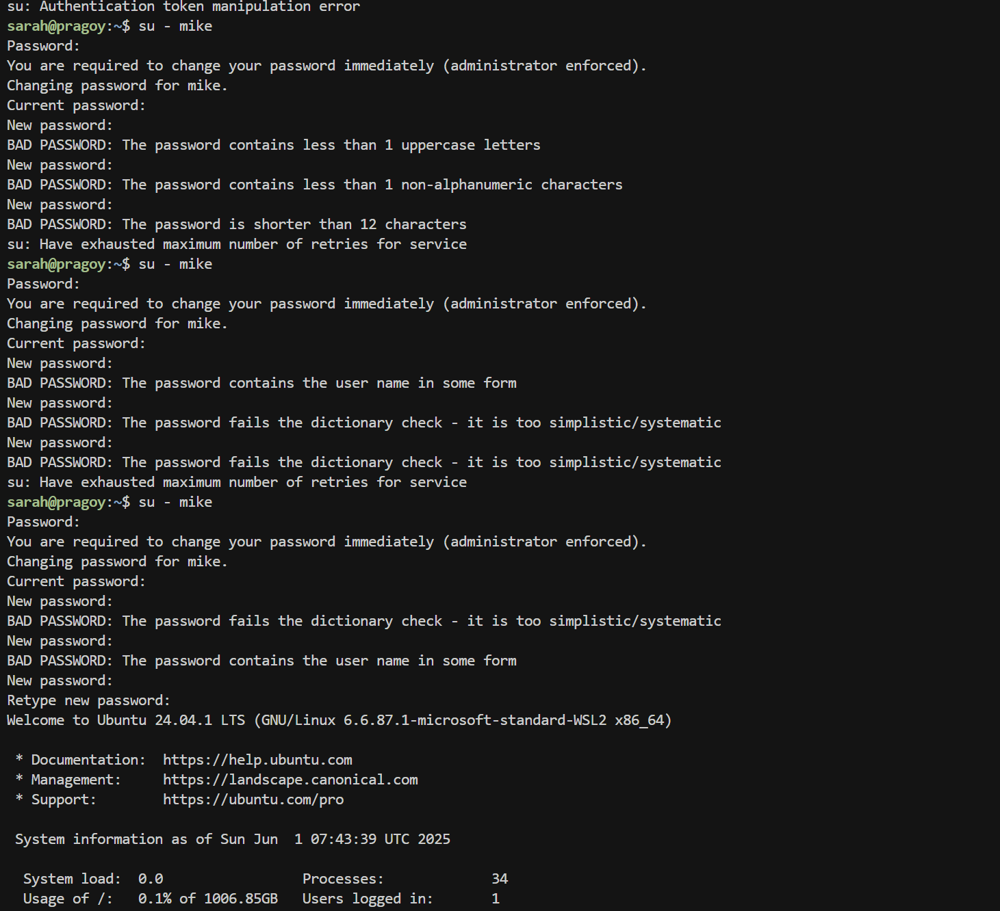 su: Authentication token manipulation error
sarah@pragoy:~$ su - mike
Password:
You are required to change your password immediately (administrator enforced).
Changing password for mike.
Current password:
New password:
BAD PASSWORD: The password contains less than 1 uppercase letters
New password:
BAD PASSWORD: The password contains less than 1 non-alphanumeric characters
New password:
BAD PASSWORD: The password is shorter than 12 characters
su: Have exhausted maximum number of retries for service
sarah@pragoy:~$ su - mike
Password:
You are required to change your password immediately (administrator enforced).
Changing password for mike.
Current password:
New password:
BAD PASSWORD: The password contains the user name in some form
New password:
BAD PASSWORD: The password fails the dictionary check - it is too simplistic/systematic
New password:
BAD PASSWORD: The password fails the dictionary check - it is too simplistic/systematic
su: Have exhausted maximum number of retries for service
sarah@pragoy:~$ su - mike
Password:
You are required to change your password immediately (administrator enforced).
Changing password for mike.
Current password:
New password:
BAD PASSWORD: The password fails the dictionary check - it is too simplistic/systematic
New password:
BAD PASSWORD: The password contains the user name in some form
New password:
Retype new password:
Welcome to Ubuntu 24.04.1 LTS (GNU/Linux 6.6.87.1-microsoft-standard-WSL2 x86_64)

 * Documentation:  https://help.ubuntu.com
 * Management:     https://landscape.canonical.com
 * Support:        https://ubuntu.com/pro

 System information as of Sun Jun  1 07:43:39 UTC 2025

  System load:  0.0                 Processes:             34
  Usage of /:   0.1% of 1006.85GB   Users logged in:       1